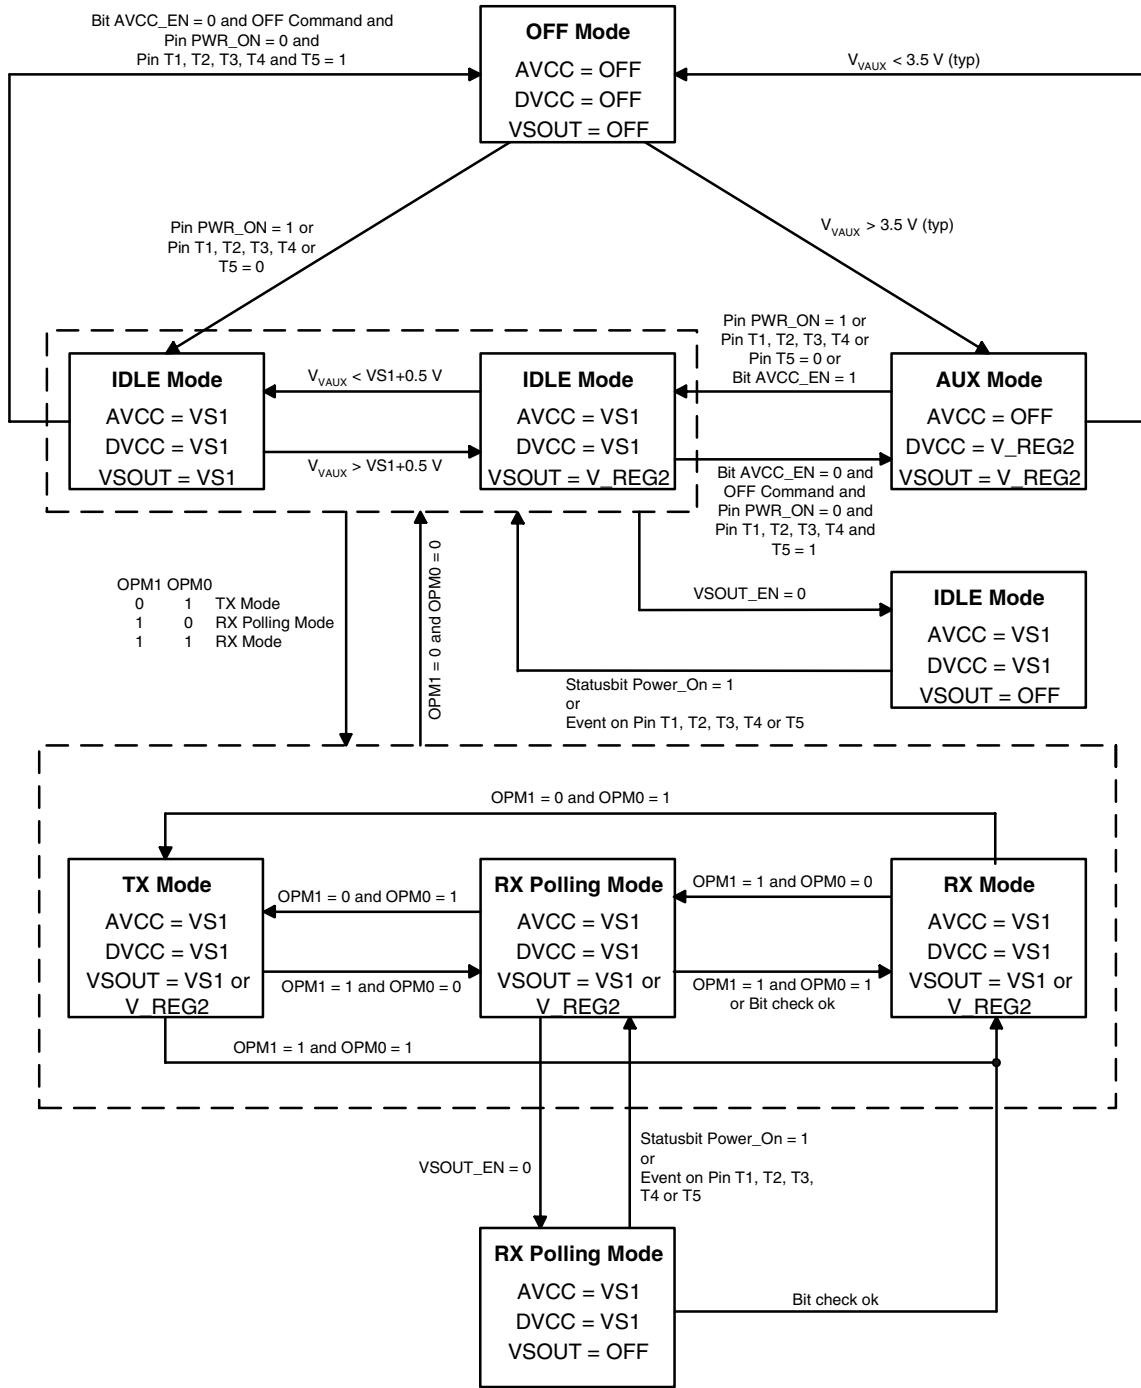 Bit AVCC_EN = 0 and OFF Command and
Pin PWR_ON = 0 and
Pin T1, T2, T3, T4 and T5 = 1
OFF Mode
AVCC = OFF
DVCC = OFF
VSOUT = OFF
VVAUX < 3.5 V (typ)
Pin PWR_ON = 1 or
Pin T1, T2, T3, T4 or
T5 = 0
VVAUX > 3.5 V (typ)
IDLE Mode
AVCC = VS1
DVCC = VS1
VSOUT = VS1
VVAUX < VS1+0.5 V
VVAUX > VS1+0.5 V
IDLE Mode
AVCC = VS1
DVCC = VS1
VSOUT = V_REG2
Pin PWR_ON = 1 or
Pin T1, T2, T3, T4 or
Pin T5 = 0 or
Bit AVCC_EN = 1
Bit AVCC_EN = 0 and
OFF Command and
Pin PWR_ON = 0 and
Pin T1, T2, T3, T4 and
T5 = 1
AUX Mode
AVCC = OFF
DVCC = V_REG2
VSOUT = V_REG2
OPM1 OPM0
0 1 TX Mode
1 0 RX Polling Mode
1 1 RX Mode
OPM1 = 0 and OPM0 = 0
VSOUT_EN = 0
Statusbit Power_On = 1
or
Event on Pin T1, T2, T3, T4 or T5
IDLE Mode
AVCC = VS1
DVCC = VS1
VSOUT = OFF
OPM1 = 0 and OPM0 = 1
TX Mode
AVCC = VS1
DVCC = VS1
VSOUT = VS1 or
V_REG2
OPM1 = 0 and OPM0 = 1
OPM1 = 1 and OPM0 = 0
RX Polling Mode
AVCC = VS1
DVCC = VS1
VSOUT = VS1 or
V_REG2
OPM1 = 1 and OPM0 = 0
OPM1 = 1 and OPM0 = 1
or Bit check ok
RX Mode
AVCC = VS1
DVCC = VS1
VSOUT = VS1 or
V_REG2
OPM1 = 1 and OPM0 = 1
VSOUT_EN = 0
Statusbit Power_On = 1
or
Event on Pin T1, T2, T3,
T4 or T5
RX Polling Mode
AVCC = VS1
DVCC = VS1
VSOUT = OFF
Bit check ok